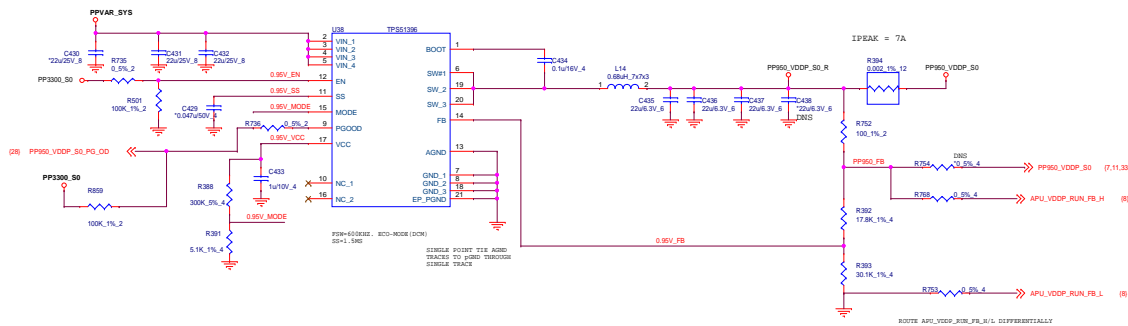 PPVAR_SYS
C430
*22u/25V_8
C431
22u/25V_8
C432
22u/25V_8
PP3300_S0
R735
0_5%_2
R501
100K_1%_2
C429
*0.047u/50V_4
0.95V_EN
0.95V_SS
0.95V_MODE
R736
0_5%_2
0.95V_VCC
(28) PP950_VDDP_S0_PG_OD
PP3300_S0
R859
100K_1%_2
R388
300K_5%_4
C433
1u/10V_4
0.95V_MODE
R391
5.1K_1%_4
U38
TPS51396
2 VIN_1
3 VIN_2
4 VIN_3
5 VIN_4
12 EN
11 SS
15 MODE
9 PGOOD
17 VCC
10 NC_1
16 NC_2
BOOT 1
SW#1 6
SW_2 19
SW_3 20
FB 14
AGND 13
GND_1 7
GND_2 8
GND_3 18
EP_PGND 21
FSW=600KHZ, ECO-MODE(DCM)
SS=1.5MS
SINGLE POINT TIE AGND
TRACES TO pGND THROUGH
SINGLE TRACE
C434
0.1u/16V_4
L14
0.68uH_7x7x3
1 2
C435
22u/6.3V_6
C436
22u/6.3V_6
C437
22u/6.3V_6
C438
*22u/6.3V_6
DNS
PP950_VDDP_S0_R
IPEAK = 7A
R394
0.002_1%_12
PP950_VDDP_S0
R752
100_1%_2
PP950_FB
DNS
R754
*0_5%_4
PP950_VDDP_S0 (7,11,33
R768
0_5%_4
APU_VDDP_RUN_FB_H (8)
R392
17.8K_1%_4
0.95V_FB
R393
30.1K_1%_4
R753
0_5%_4
APU_VDDP_RUN_FB_L (8)
ROUTE APU_VDDP_RUN_FB_H/L DIFFERENTIALLY